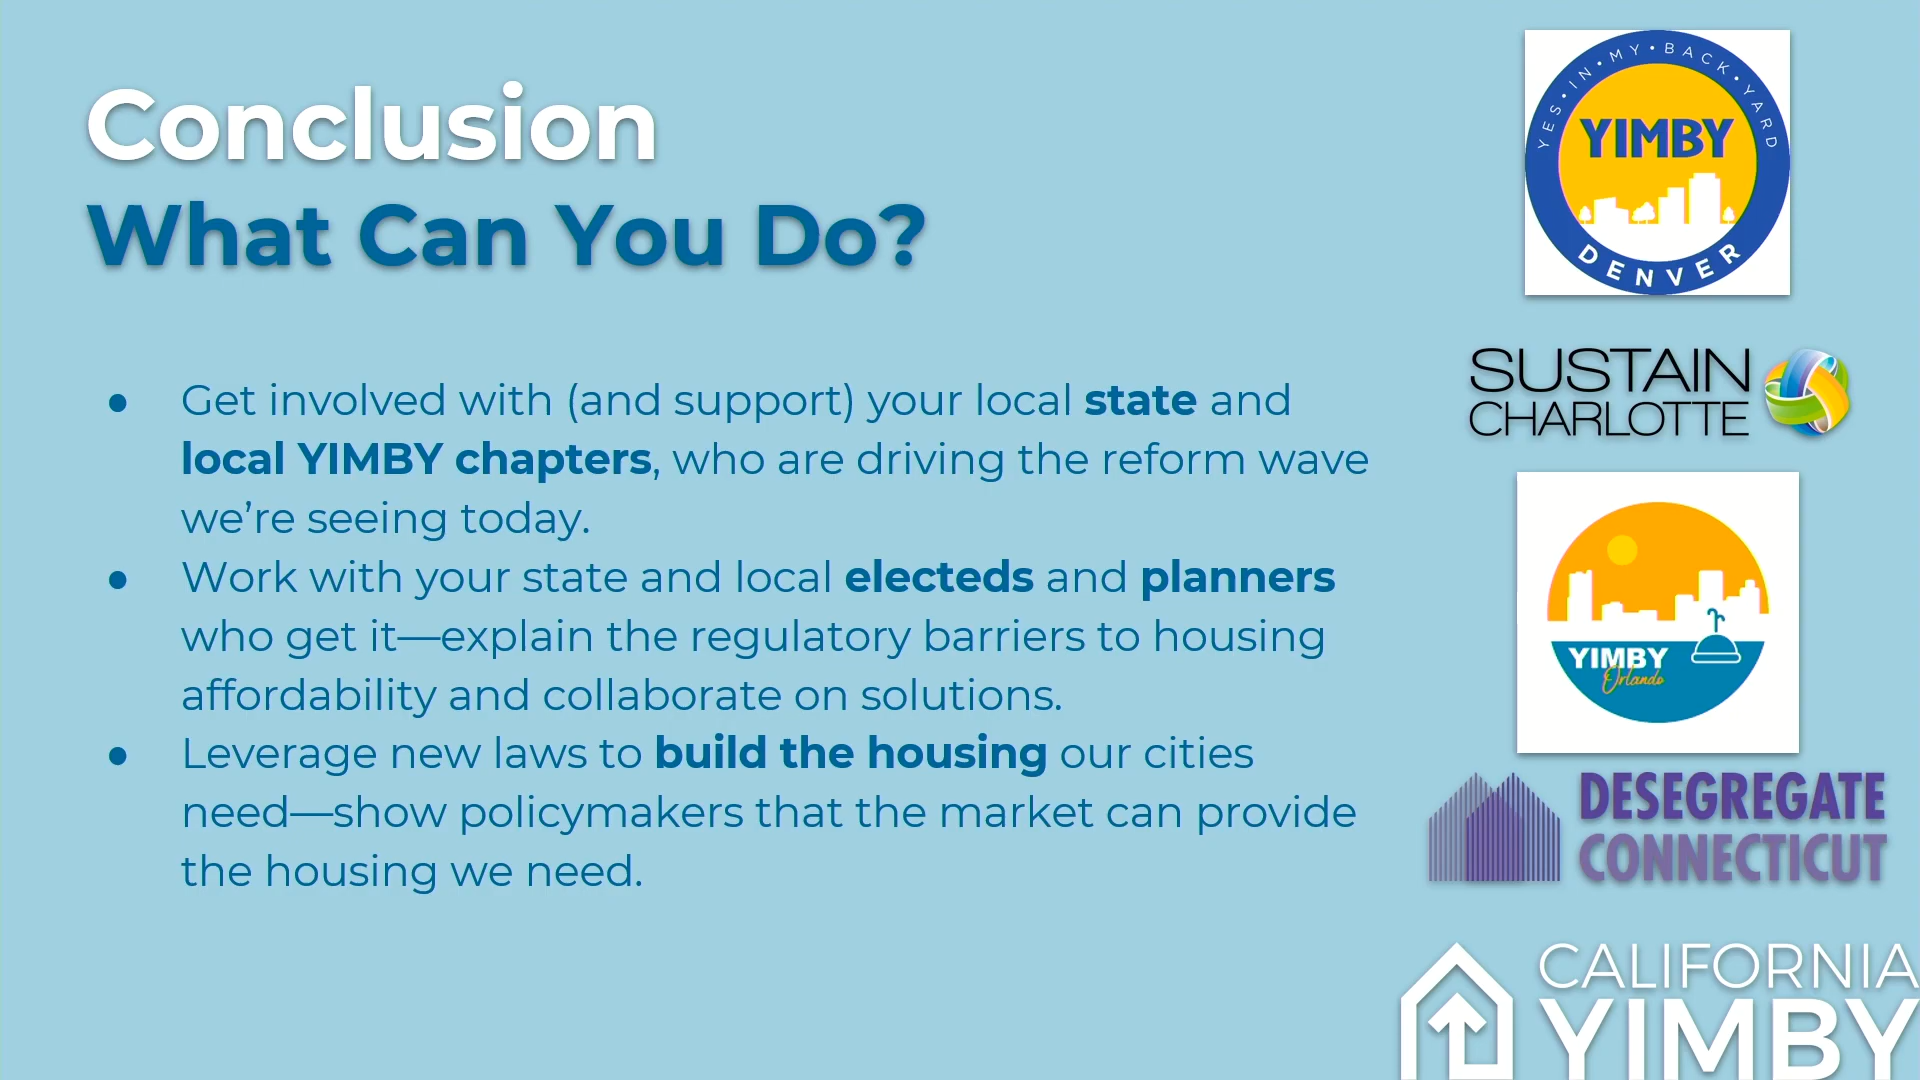 Conclusion
What Can You Do?
● Get involved with (and support) your local state and
local YIMBY chapters, who are driving the reform wave
we’re seeing today.
● Work with your state and local electeds and planners
who get it—explain the regulatory barriers to housing
affordability and collaborate on solutions.
● Leverage new laws to build the housing our cities
need—show policymakers that the market can provide
the housing we need.
YES • IN • MY • BACK • YARD
YIMBY
DENVER
SUSTAIN
CHARLOTTE
YIMBY
Orlando
DESEGREGATE
CONNECTICUT
CALIFORNIA
YIMBY